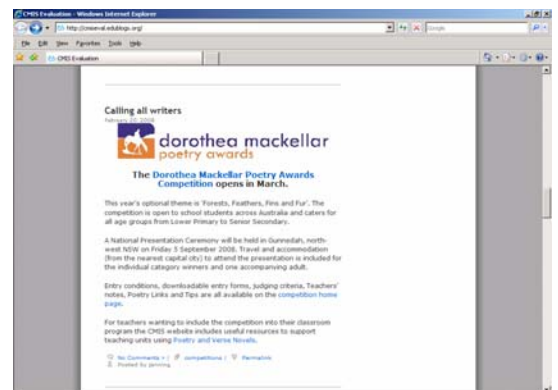 CMIS Evaluation - Windows Internet Explorer
http://cmiseval.edublogs.org/
Google
File Edit View Favorites Tools Help
CMIS Evaluation
Calling all writers
February 20, 2008
dorothea mackellar
poetry awards
The Dorothea Mackellar Poetry Awards
Competition opens in March.
This year's optional theme is 'Forests, Feathers, Fins and Fur'. The
competition is open to school students across Australia and caters for
all age groups from Lower Primary to Senior Secondary.
A National Presentation Ceremony will be held in Gunnedah, north-
west NSW on Friday 5 September 2008. Travel and accommodation
(from the nearest capital city) to attend the presentation is included for
the individual category winners and one accompanying adult.
Entry conditions, downloadable entry forms, judging criteria, Teachers'
notes, Poetry Links and Tips are all available on the competition home
page.
For teachers wanting to include the competition into their classroom
program the CMIS website includes useful resources to support
teaching units using Poetry and Verse Novels.
No Comments » | competitions | Permalink
Posted by janning